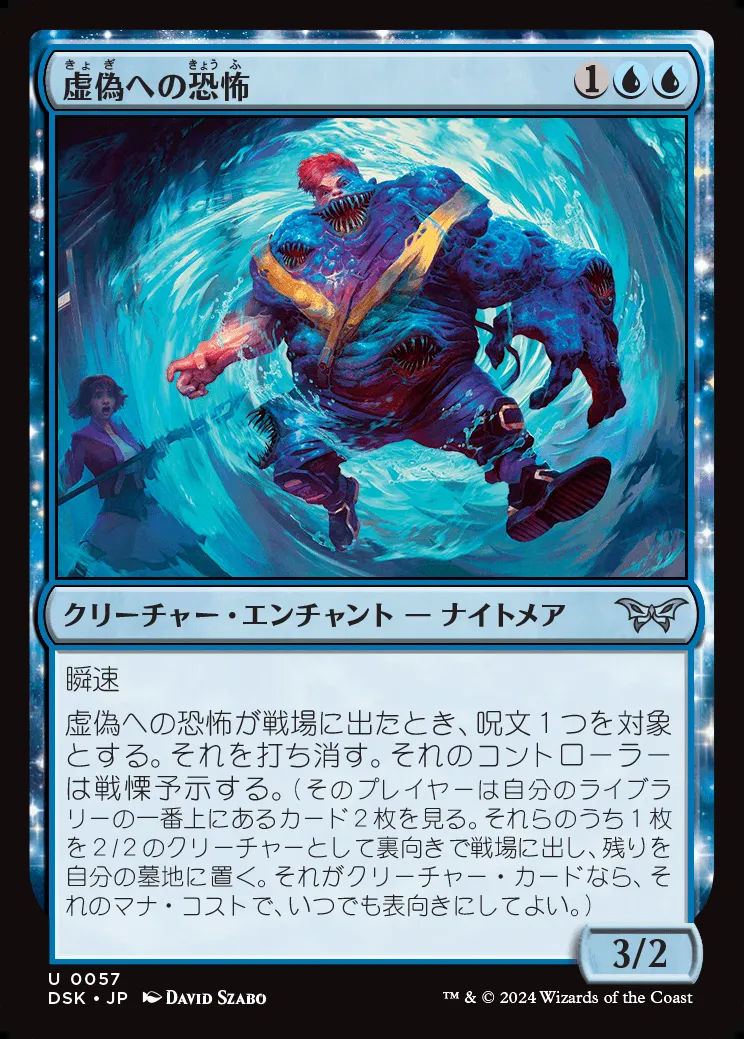 虚偽への恐怖
きょ ぎ きょう ふ
1
クリーチャー・エンチャント — ナイトメア
瞬速
虚偽への恐怖が戦場に出たとき、呪文１つを対象
とする。それを打ち消す。それのコントローラー
は戦慄予示する。（そのプレイヤーは自分のライブラ
リーの一番上にあるカード２枚を見る。それらのうち１枚
を２/２のクリーチャーとして裏向きで戦場に出し、残りを
自分の墓地に置く。それがクリーチャー・カードなら、そ
れのマナ・コストで、いつでも表向きにしてよい。）
3/2
U 0057
DSK • JP DAVID SZABO
™ & © 2024 Wizards of the Coast